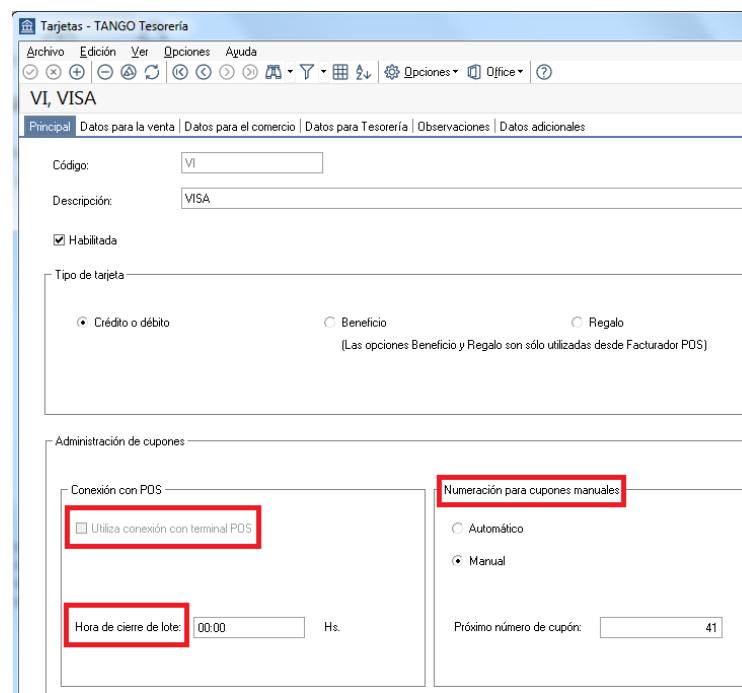 Tarjetas - TANGO Tesorería
Archivo Edición Ver Opciones Ayuda
Opciones Office
VI, VISA
Principal Datos para la venta Datos para el comercio Datos para Tesorería Observaciones Datos adicionales
Código: VI
Descripción: VISA
Habilitada
Tipo de tarjeta
Crédito o débito Beneficio Regalo
(Las opciones Beneficio y Regalo son sólo utilizadas desde Facturador POS)
Administración de cupones
Conexión con POS Numeración para cupones manuales
Utiliza conexión con terminal POS Automático
Manual
Hora de cierre de lote: 00:00 Hs. Próximo número de cupón: 41